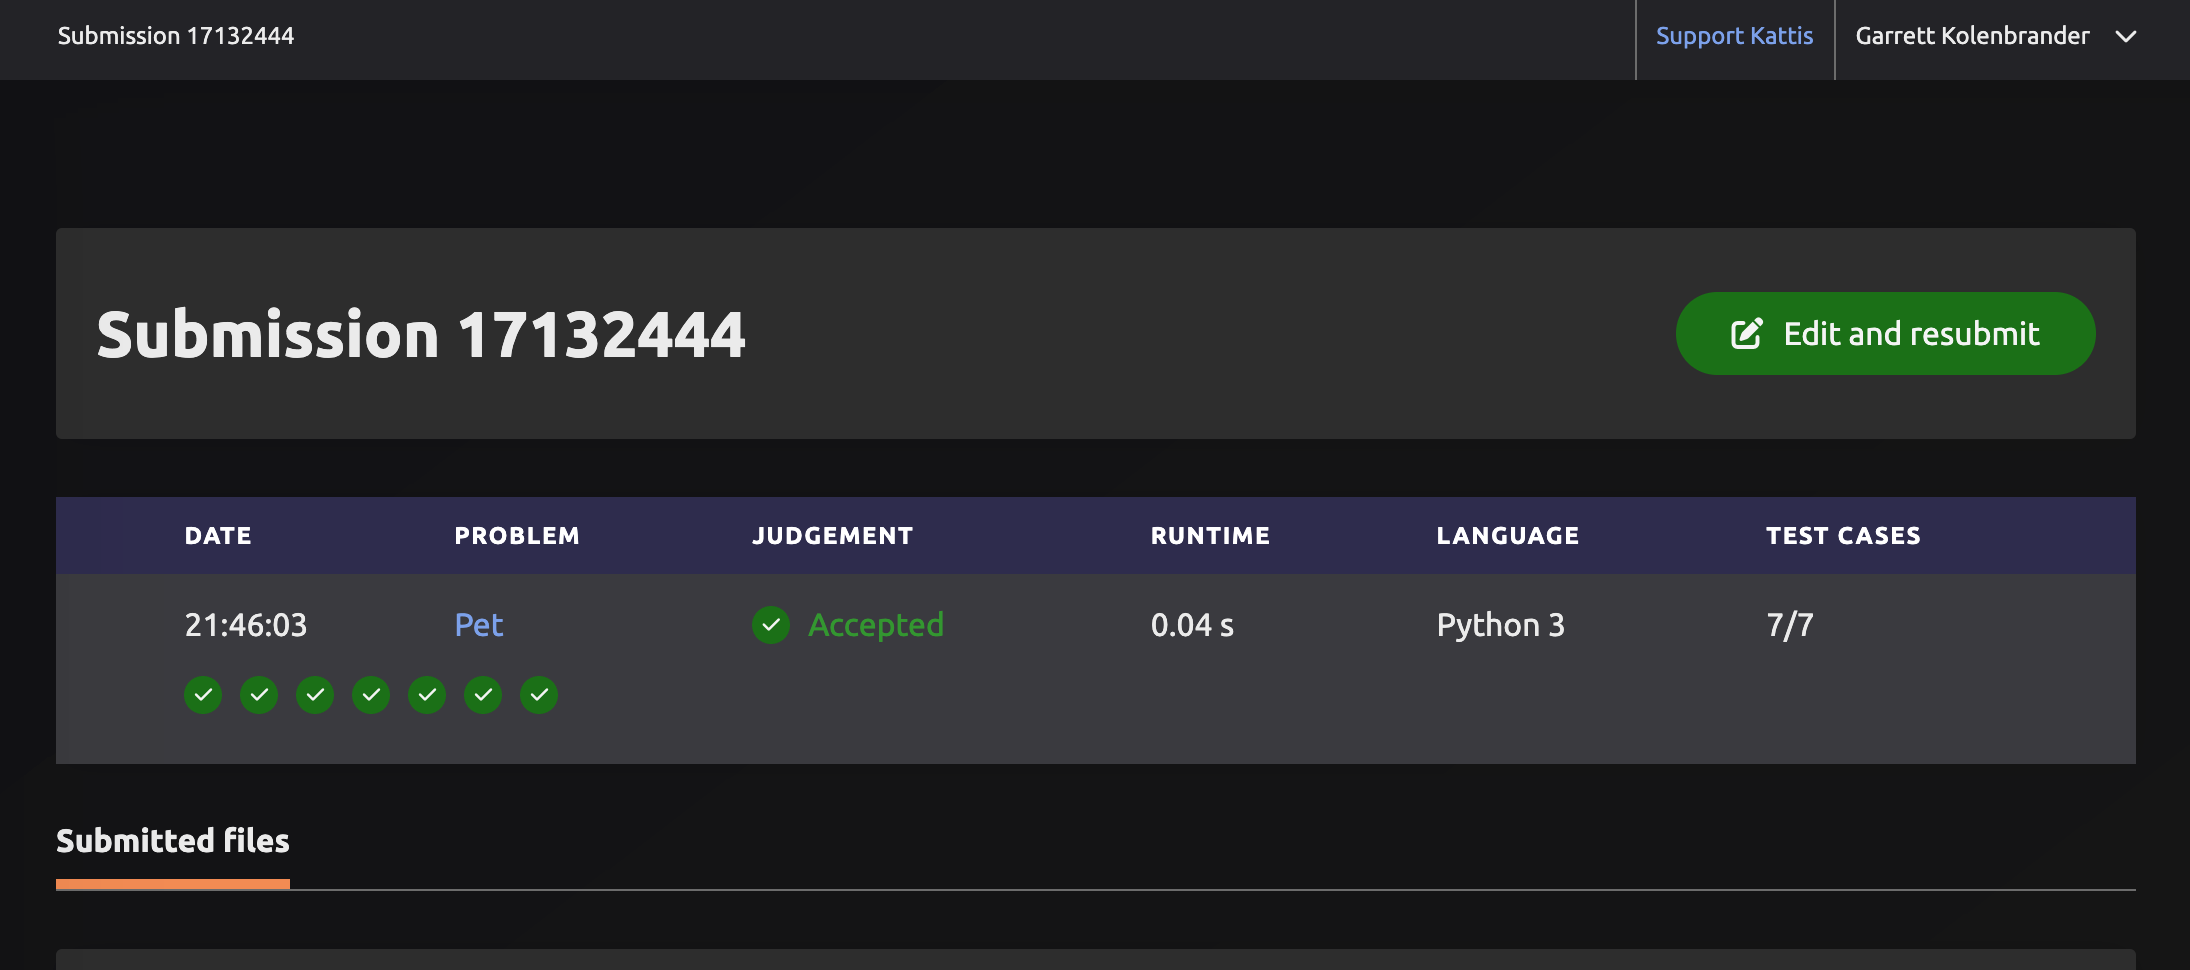 Submission 17132444
Support Kattis
Garrett Kolenbrander
Submission 17132444
Edit and resubmit
DATE PROBLEM JUDGEMENT RUNTIME LANGUAGE TEST CASES
21:46:03 Pet Accepted 0.04 s Python 3 7/7
Submitted files